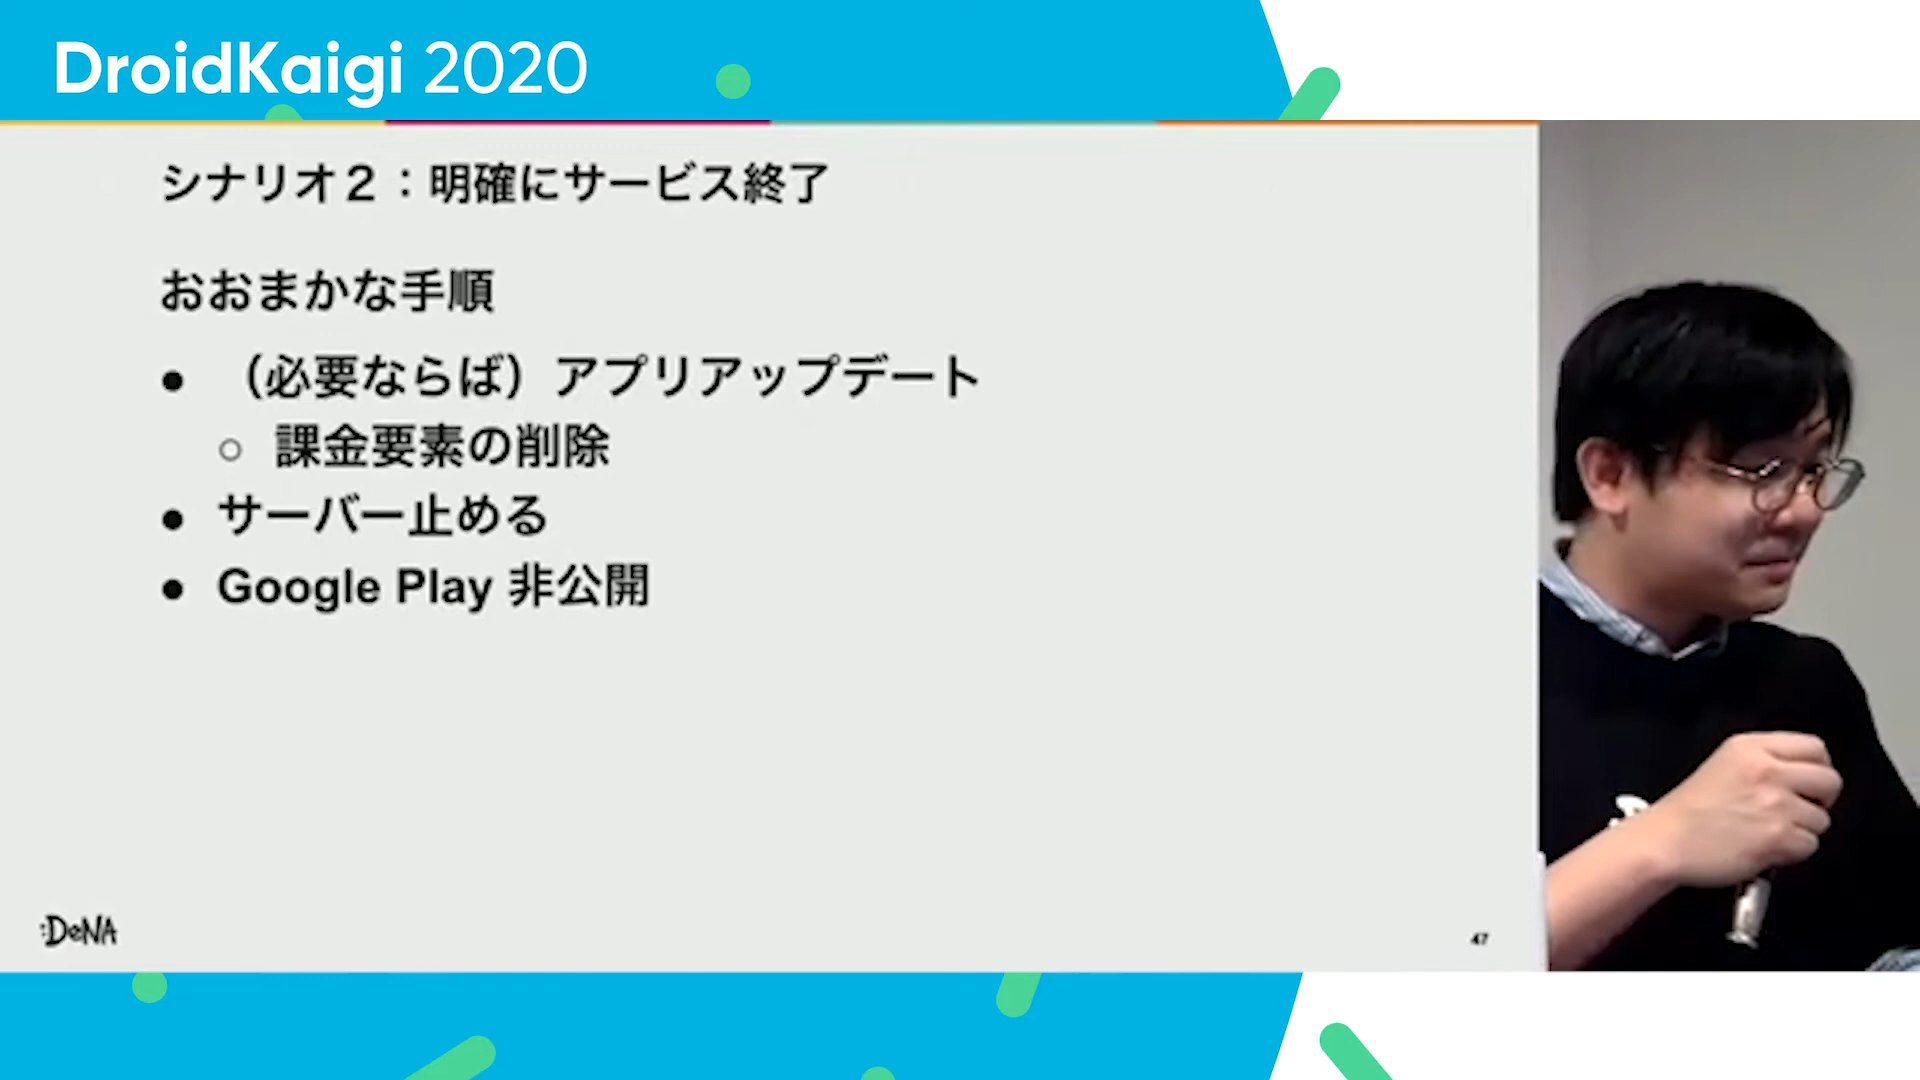 DroidKaigi 2020
シナリオ２：明確にサービス終了
おおまかな手順
● （必要ならば）アプリアップデート
○ 課金要素の削除
● サーバー止める
● Google Play 非公開
:DeNA
47